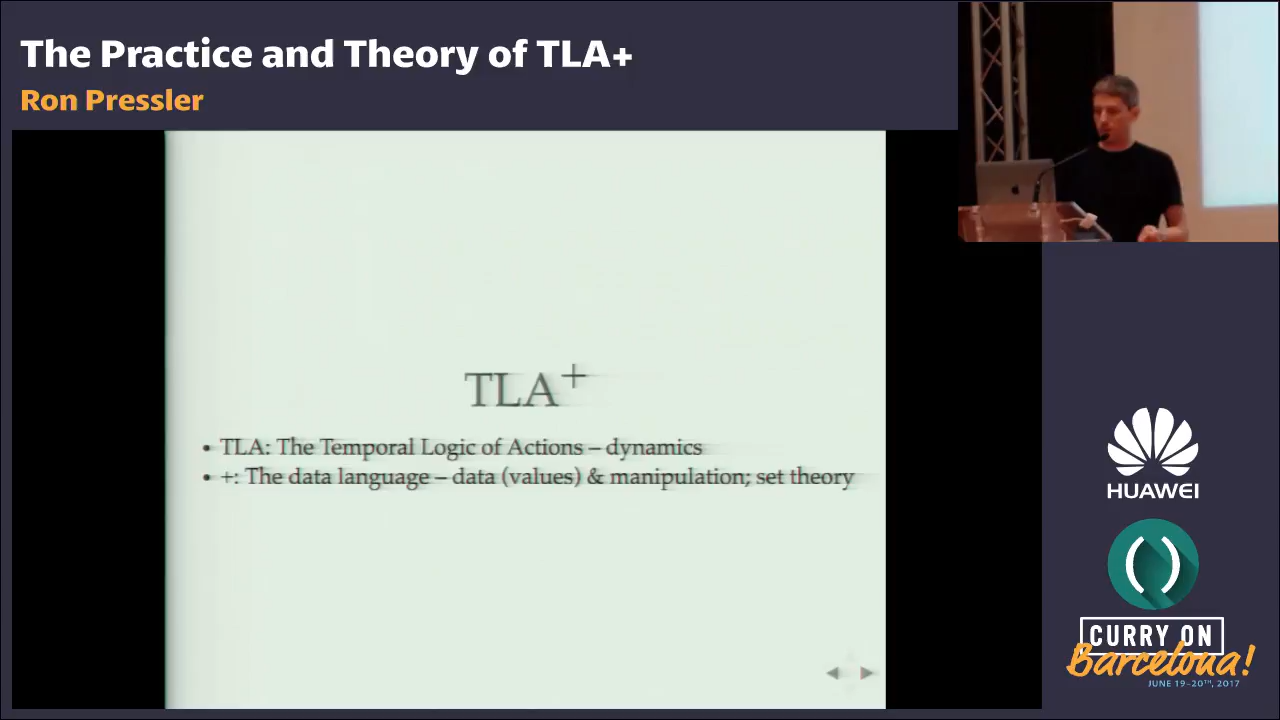 The Practice and Theory of TLA+
Ron Pressler
TLA+
• TLA: The Temporal Logic of Actions – dynamics
• +: The data language – data (values) & manipulation; set theory
HUAWEI
CURRY ON
Barcelona!
JUNE 19-20TH, 2017